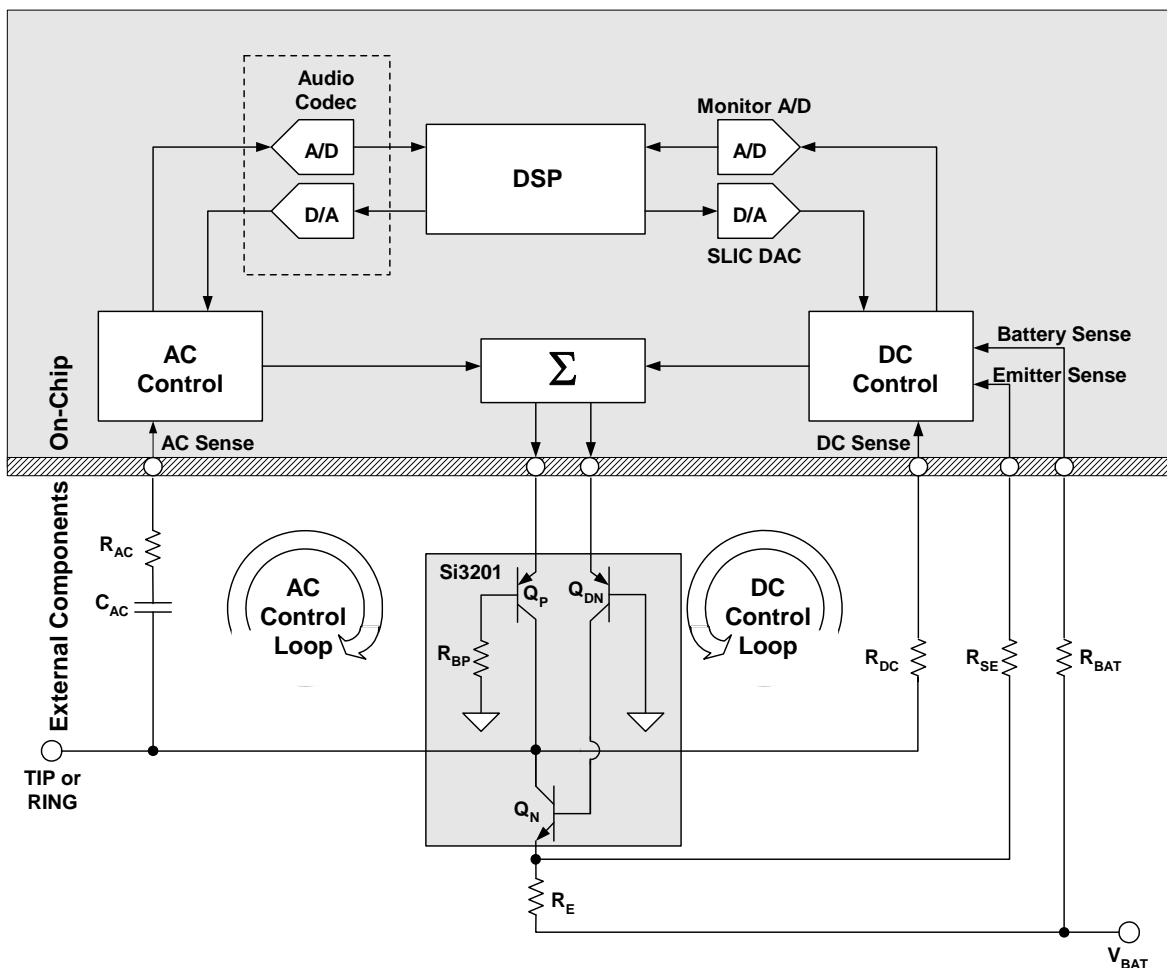 Audio
Codec
Monitor A/D
A/D
A/D
DSP
D/A
D/A
SLIC DAC
AC
Control
Σ
DC
Control
Battery Sense
Emitter Sense
AC Sense
DC Sense
On-Chip
External Components
R_AC
C_AC
AC
Control
Loop
Si3201
Q_P
Q_DN
R_BP
DC
Control
Loop
R_DC
R_SE
R_BAT
TIP or
RING
Q_N
R_E
V_BAT